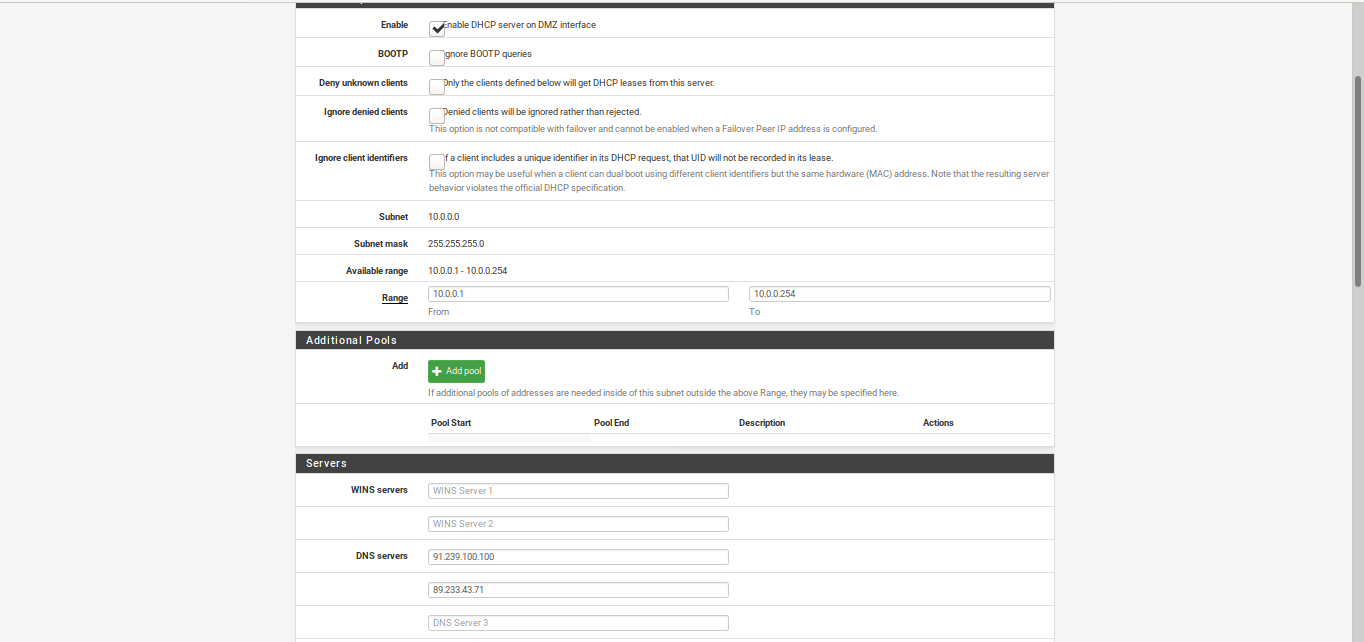 Enable
Enable DHCP server on DMZ interface
BOOTP
gnore BOOTP queries
Deny unknown clients
Only the clients defined below will get DHCP leases from this server.
Ignore denied clients
Denied clients will be ignored rather than rejected.
This option is not compatible with failover and cannot be enabled when a Failover Peer IP address is configured.
Ignore client identifiers
f a client includes a unique identifier in its DHCP request, that UID will not be recorded in its lease.
This option may be useful when a client can dual boot using different client identifiers but the same hardware (MAC) address. Note that the resulting server
behavior violates the official DHCP specification.
Subnet
10.0.0.0
Subnet mask
255.255.255.0
Available range
10.0.0.1 - 10.0.0.254
Range
10.0.0.1
10.0.0.254
From
To
Additional Pools
Add
Add pool
If additional pools of addresses are needed inside of this subnet outside the above Range, they may be specified here.
Pool Start
Pool End
Description
Actions
Servers
WINS servers
WINS Server 1
WINS Server 2
DNS servers
91.239.100.100
89.233.43.71
DNS Server 3